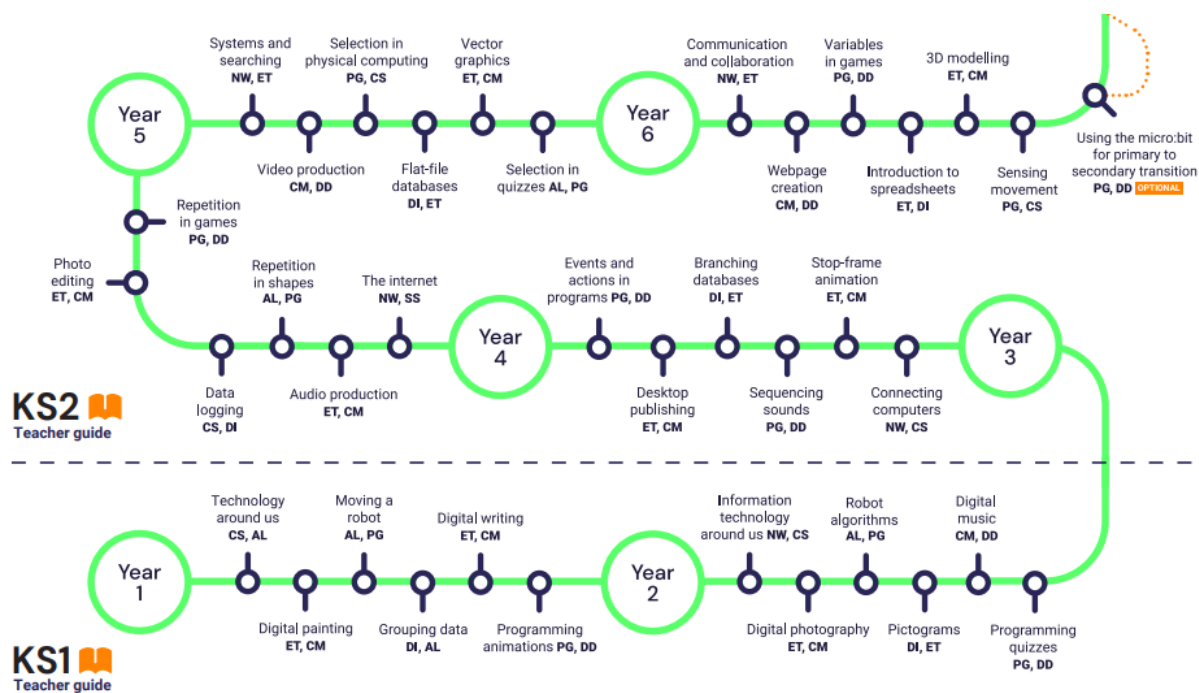 Systems and
searching
NW, ET
Selection in
physical computing
PG, CS
Vector
graphics
ET, CM
Communication
and collaboration
NW, ET
Variables
in games
PG, DD
3D modelling
ET, CM
Year
5
Year
6
Video production
CM, DD
Flat-file
databases
DI, ET
Selection in
quizzes AL, PG
Webpage
creation
CM, DD
Introduction to
spreadsheets
ET, DI
Sensing
movement
PG, CS
Using the micro:bit
for primary to
secondary transition
PG, DD OPTIONAL
Repetition
in games
PG, DD
Photo
editing
ET, CM
Repetition
in shapes
AL, PG
The internet
NW, SS
Events and
actions in
programs PG, DD
Branching
databases
DI, ET
Stop-frame
animation
ET, CM
Year
4
Year
3
Data
logging
CS, DI
Audio production
ET, CM
Desktop
publishing
ET, CM
Sequencing
sounds
PG, DD
Connecting
computers
NW, CS
KS2
Teacher guide
Technology
around us
CS, AL
Moving a
robot
AL, PG
Digital writing
ET, CM
Information
technology
around us NW, CS
Robot
algorithms
AL, PG
Digital
music
CM, DD
Year
1
Year
2
Digital painting
ET, CM
Grouping data
DI, AL
Programming
animations PG, DD
Digital photography
ET, CM
Pictograms
DI, ET
Programming
quizzes
PG, DD
KS1
Teacher guide